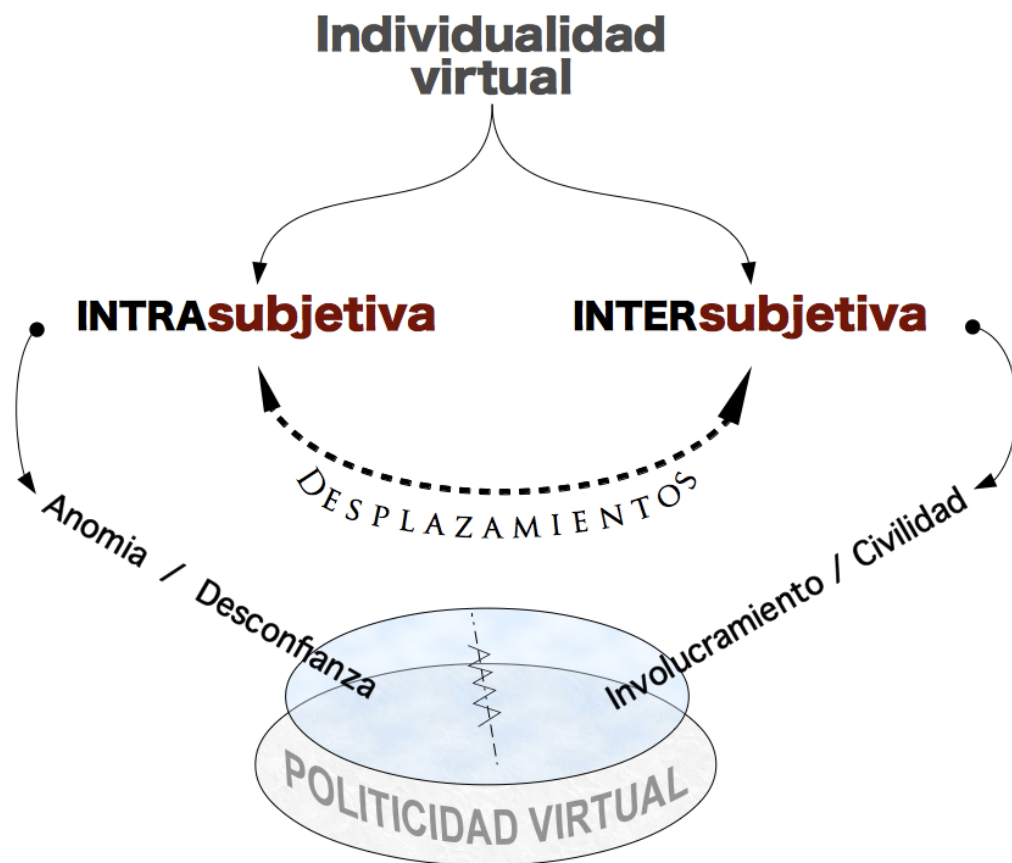 Individualidad
virtual
INTRAsubjetiva
INTERsubjetiva
DESPLAZAMIENTOS
Anomia / Desconfianza
Involucramiento / Civilidad
POLITICIDAD VIRTUAL